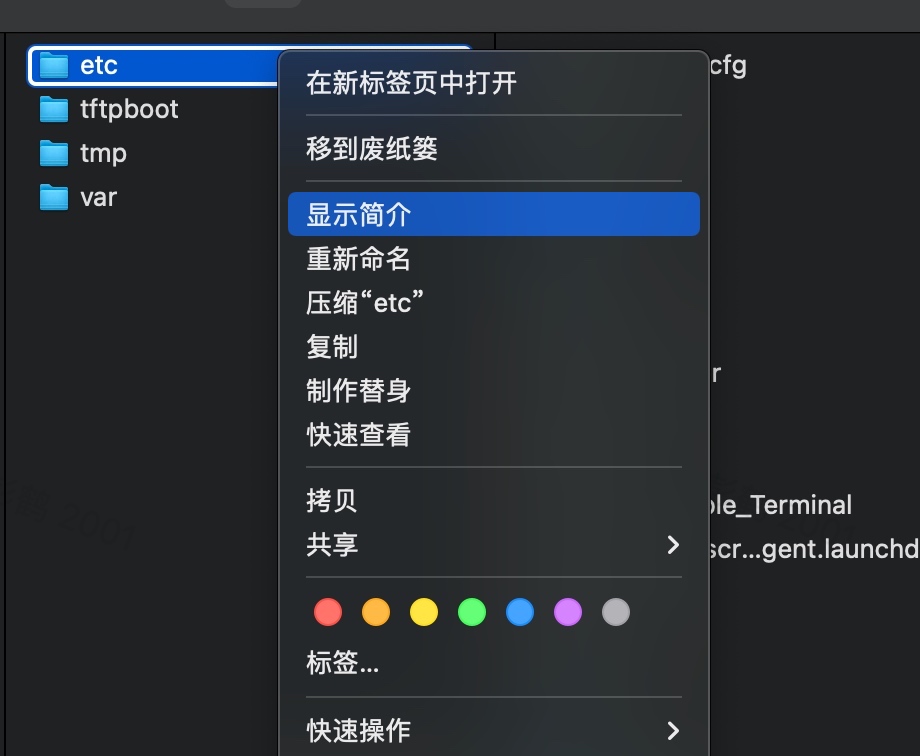 etc
tftpboot
tmp
var
在新标签页中打开
移到废纸篓
显示简介
重新命名
压缩“etc”
复制
制作替身
快速查看
拷贝
共享
标签...
快速操作
cfg
r
ole_Terminal
scr...gent.launchd